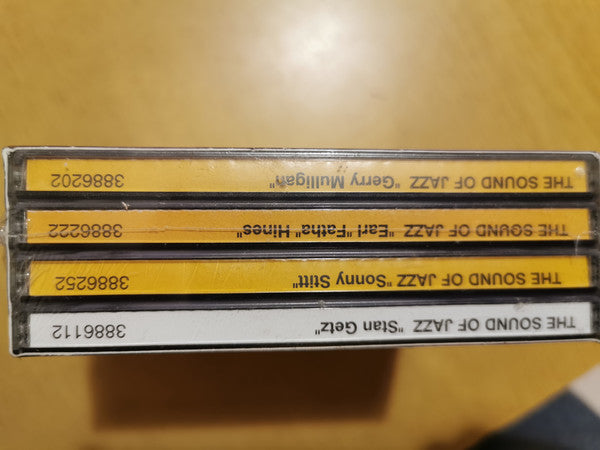 THE SOUND OF JAZZ "Stan Getz" 3886112
THE SOUND OF JAZZ "Sonny Stitt" 3886252
THE SOUND OF JAZZ "Earl "Fatha" Hines" 3886222
THE SOUND OF JAZZ "Gerry Mulligan" 3886202